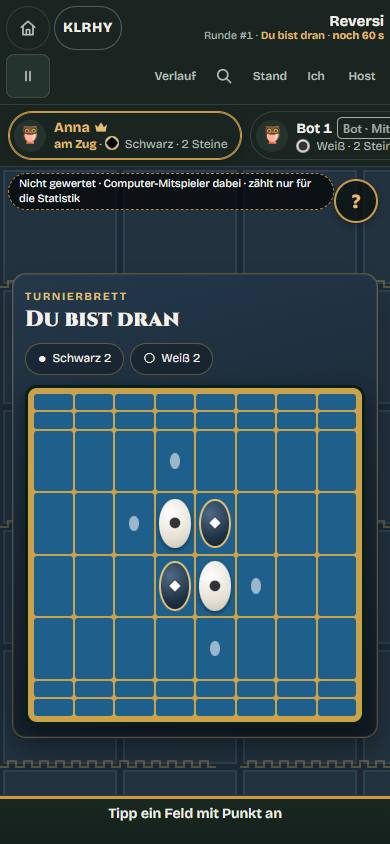 KLRHY
Reversi
Runde #1 · Du bist dran · noch 60 s
Verlauf
Stand
Ich
Host
Anna
am Zug · Schwarz · 2 Steine
Bot 1
Bot · Mit
Weiß · 2 Stein
Nicht gewertet · Computer-Mitspieler dabei · zählt nur für
die Statistik
?
TURNIERBRETT
DU BIST DRAN
Schwarz 2
Weiß 2
Tipp ein Feld mit Punkt an